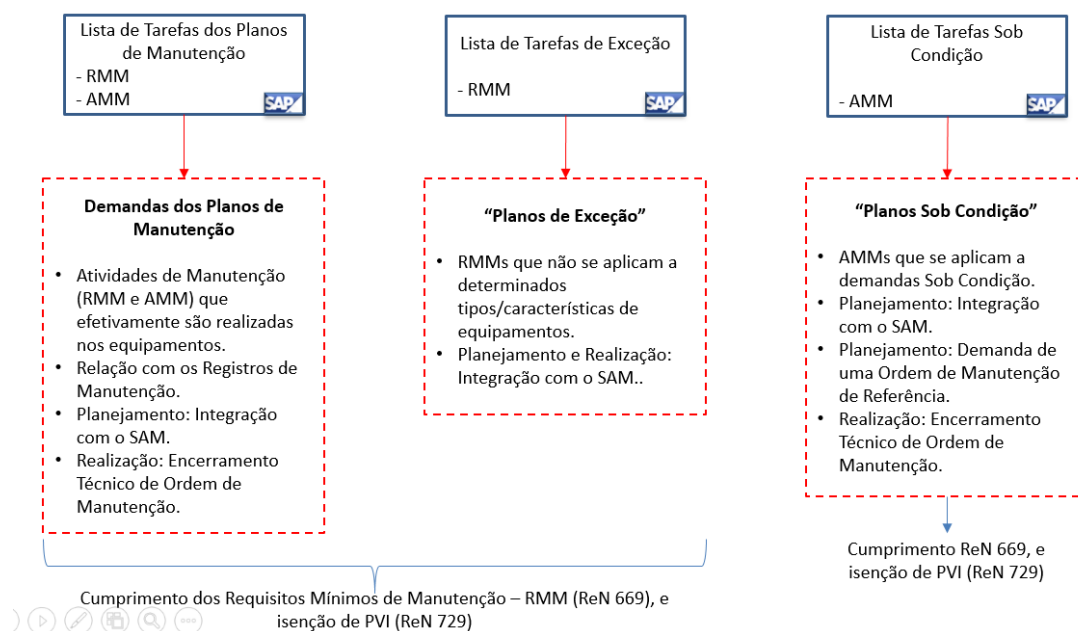 Lista de Tarefas dos Planos
de Manutenção
- RMM
- AMM
SAP
Lista de Tarefas de Exceção
- RMM
SAP
Lista de Tarefas Sob
Condição
- AMM
SAP
Demandas dos Planos de
Manutenção
• Atividades de Manutenção
(RMM e AMM) que
efetivamente são realizadas
nos equipamentos.
• Relação com os Registros de
Manutenção.
• Planejamento: Integração
com o SAM.
• Realização: Encerramento
Técnico de Ordem de
Manutenção.
“Planos de Exceção”
• RMMs que não se aplicam a
determinados
tipos/características de
equipamentos.
• Planejamento e Realização:
Integração com o SAM..
“Planos Sob Condição”
• AMMs que se aplicam a
demandas Sob Condição.
• Planejamento: Integração
com o SAM.
• Planejamento: Demanda de
uma Ordem de Manutenção
de Referência.
• Realização: Encerramento
Técnico de Ordem de
Manutenção.
Cumprimento dos Requisitos Mínimos de Manutenção – RMM (ReN 669), e
isenção de PVI (ReN 729)
Cumprimento ReN 669, e
isenção de PVI (ReN 729)